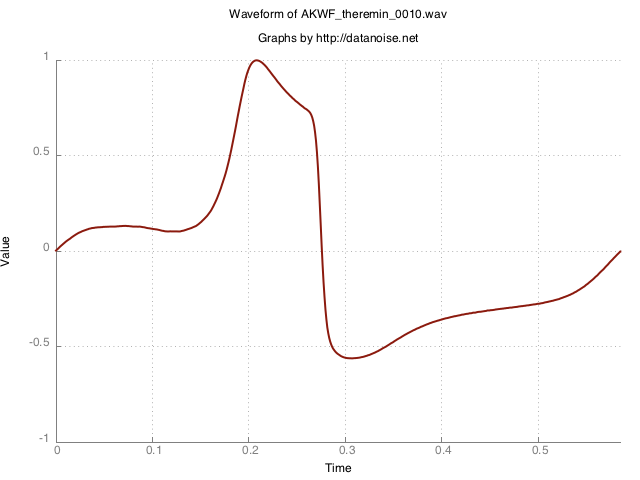 Waveform of AKWF_theremin_0010.wav
Graphs by http://datanoise.net
1
0.5
0
-0.5
-1
Value
0 0.1 0.2 0.3 0.4 0.5
Time